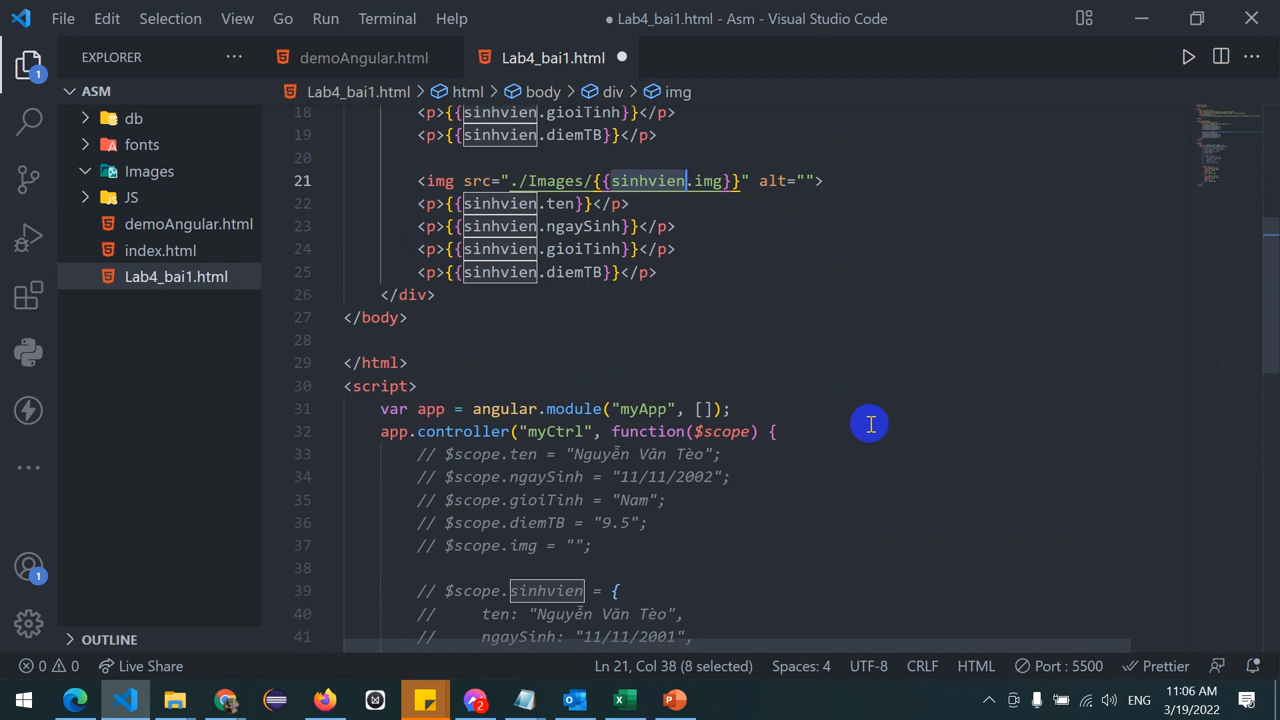 File Edit Selection View Go Run Terminal Help
● Lab4_bai1.html - Asm - Visual Studio Code
EXPLORER ...
demoAngular.html
Lab4_bai1.html ●
1
ASM
db
fonts
Images
JS
demoAngular.html
index.html
Lab4_bai1.html
OUTLINE
1
Lab4_bai1.html > html > body > div > img
18 <p>{{sinhvien.gioiTinh}}</p>
19 <p>{{sinhvien.diemTB}}</p>
20
21 <img src="./Images/{{sinhvien.img}}" alt="">
22 <p>{{sinhvien.ten}}</p>
23 <p>{{sinhvien.ngaySinh}}</p>
24 <p>{{sinhvien.gioiTinh}}</p>
25 <p>{{sinhvien.diemTB}}</p>
26 </div>
27 </body>
28
29 </html>
30 <script>
31 var app = angular.module("myApp", []);
32 app.controller("myCtrl", function($scope) {
33 // $scope.ten = "Nguyễn Văn Tèo";
34 // $scope.ngaySinh = "11/11/2002";
35 // $scope.gioiTinh = "Nam";
36 // $scope.diemTB = "9.5";
37 // $scope.img = "";
38
39 // $scope.sinhvien = {
40 // ten: "Nguyễn Văn Tèo",
41 // ngaySinh: "11/11/2001",
0 0 Live Share Ln 21, Col 38 (8 selected) Spaces: 4 UTF-8 CRLF HTML Port : 5500 Prettier
2
ENG
11:06 AM
3/19/2022